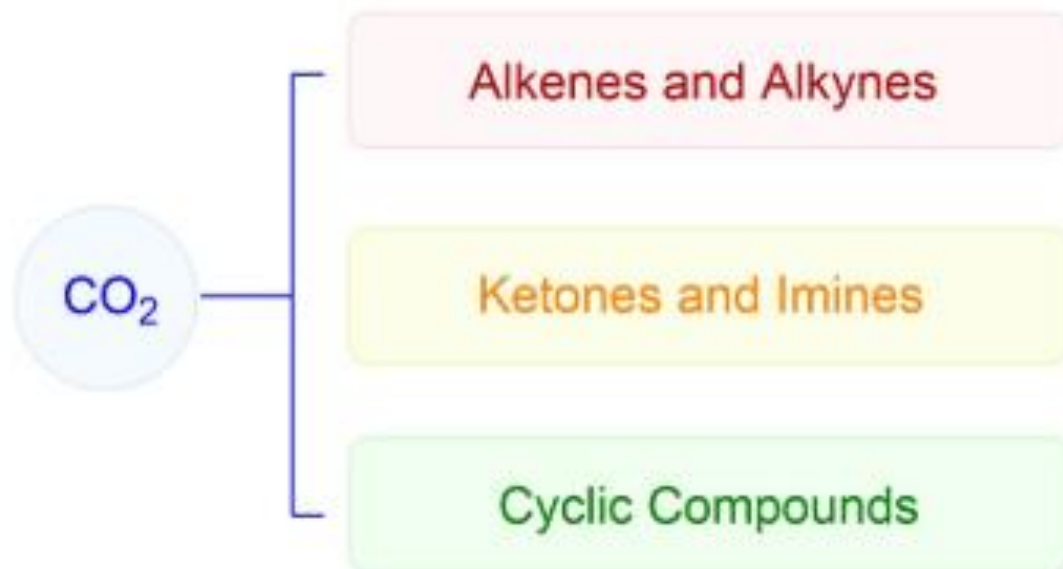 Alkenes and Alkynes
CO₂
Ketones and Imines
Cyclic Compounds